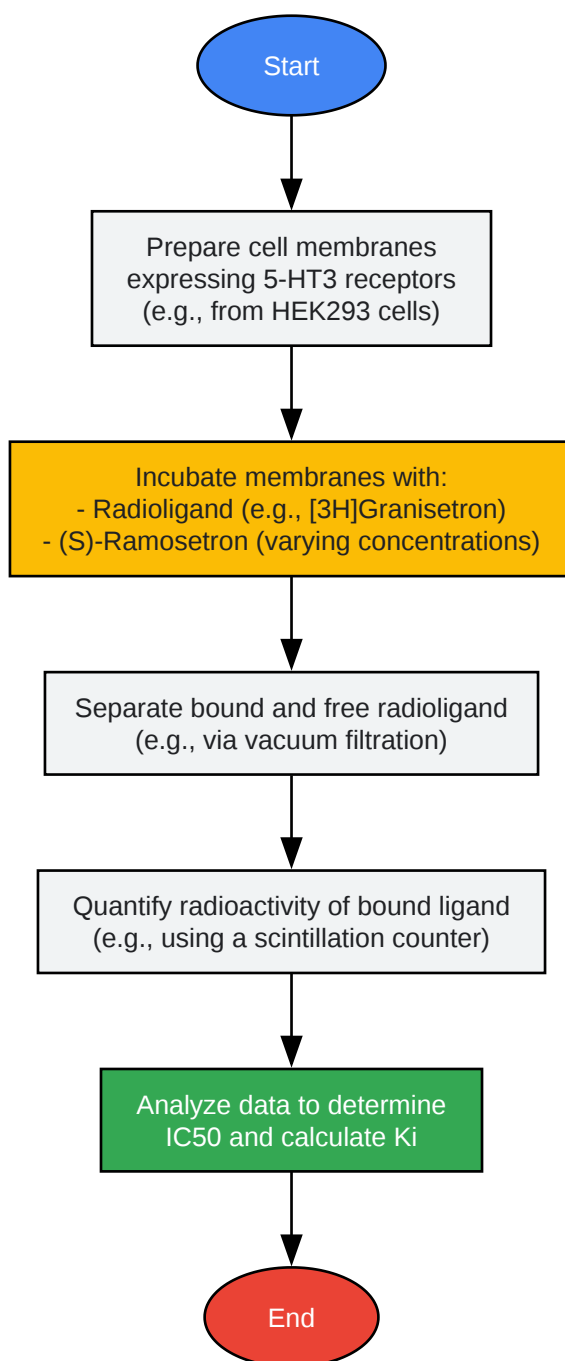 Start
Prepare cell membranes
expressing 5-HT3 receptors
(e.g., from HEK293 cells)
Incubate membranes with:
- Radioligand (e.g., [3H]Granisetron)
- (S)-Ramosetron (varying concentrations)
Separate bound and free radioligand
(e.g., via vacuum filtration)
Quantify radioactivity of bound ligand
(e.g., using a scintillation counter)
Analyze data to determine
IC50 and calculate Ki
End